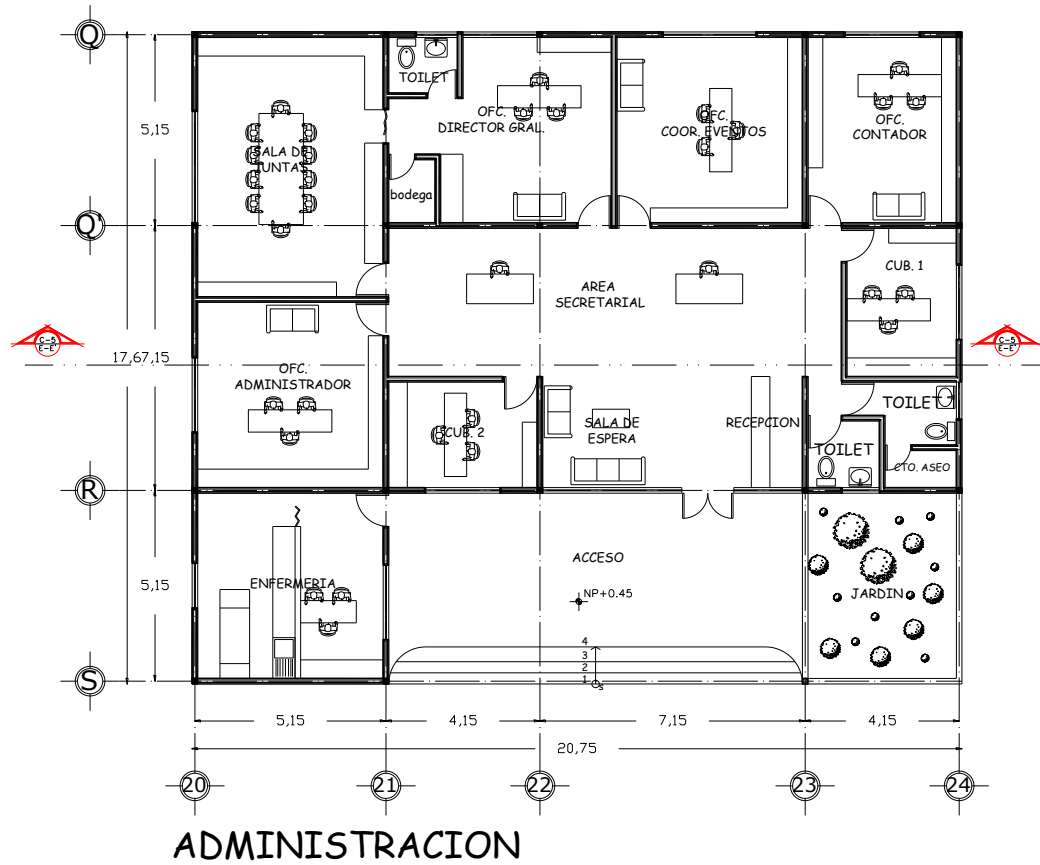 Q
TOILET
5,15
OFC.
DIRECTOR GRAL.
OFC.
COOR. EVENTOS
OFC.
CONTADOR
SALA DE
JUNTAS
bodega
Q'
CUB. 1
AREA
SECRETARIAL
C-5
E-E'
17,67,15
C-5
E-E'
OFC.
ADMINISTRADOR
TOILET
CUB. 2
SALA DE
ESPERA
RECEPCION
TOILET
CTO. ASEO
R
ACCESO
5,15
ENFERMERIA
NP+0.45
JARDIN
4
3
2
1
S
S
5,15
4,15
7,15
4,15
20,75
20
21
22
23
24
ADMINISTRACION